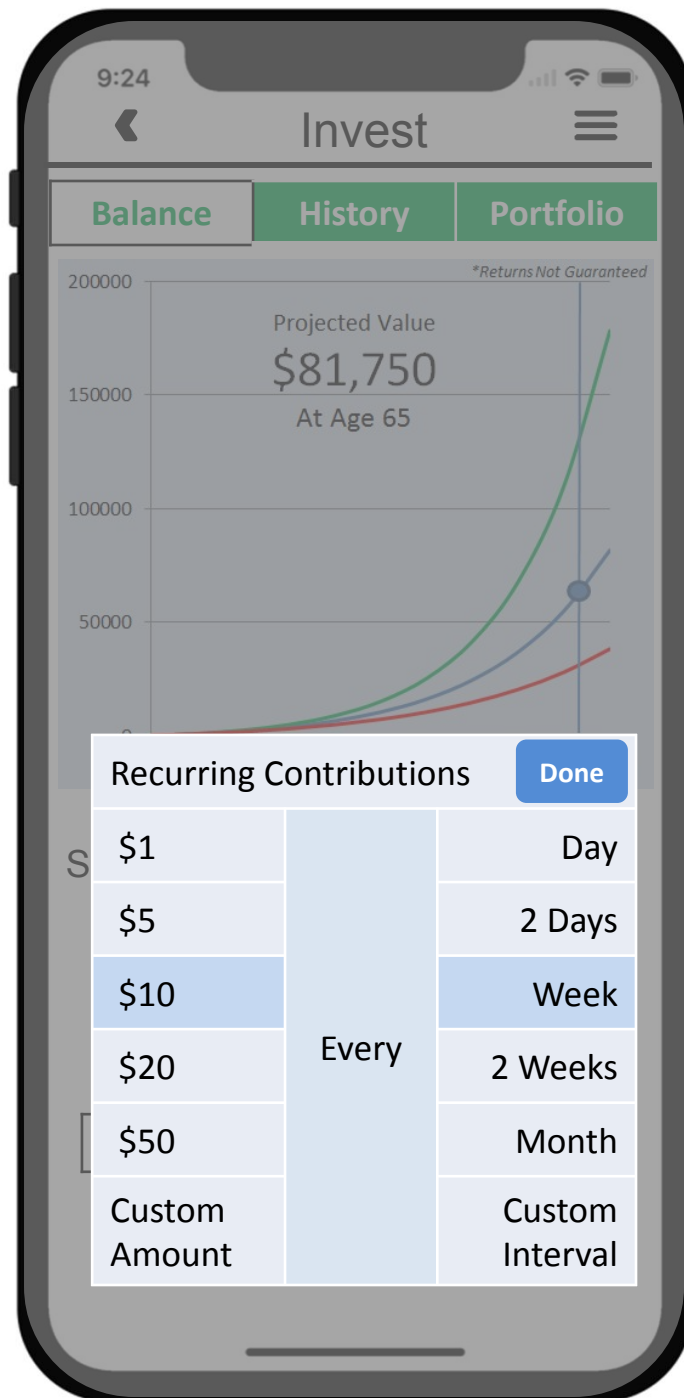 9:24
Invest
Balance History Portfolio
*Returns Not Guaranteed
200000
Projected Value
$81,750
150000
At Age 65
100000
50000
0
Recurring Contributions Done
S
$1 Day
$5 2 Days
$10 Week
Every
$20 2 Weeks
$50 Month
Custom Custom
Amount Interval